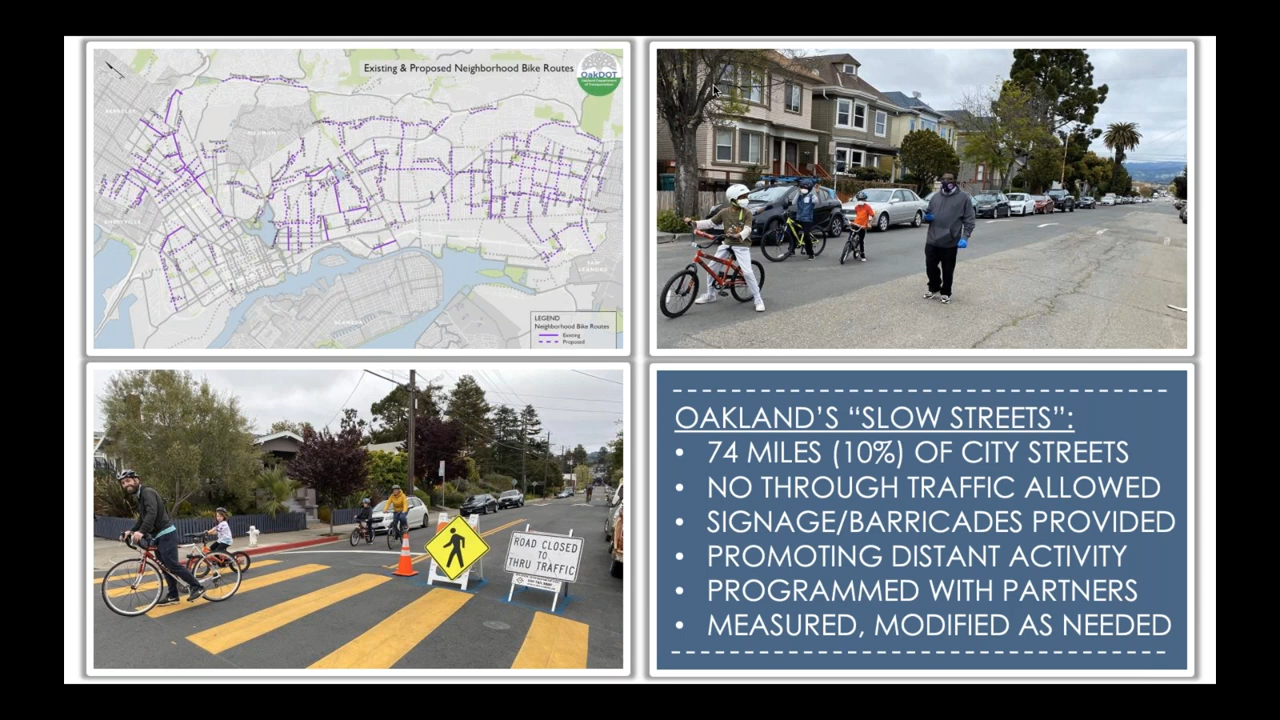 Existing & Proposed Neighborhood Bike Routes
OakDOT
LEGEND
Neighborhood Bike Routes
Existing
Proposed
ROAD CLOSED
TO
THRU TRAFFIC
OAKLAND’S “SLOW STREETS”:
• 74 MILES (10%) OF CITY STREETS
• NO THROUGH TRAFFIC ALLOWED
• SIGNAGE/BARRICADES PROVIDED
• PROMOTING DISTANT ACTIVITY
• PROGRAMMED WITH PARTNERS
• MEASURED, MODIFIED AS NEEDED